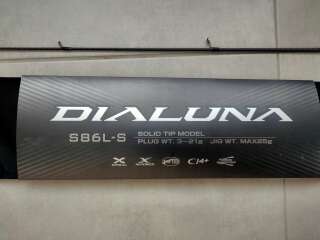 DIALUNA
S86L-S
SOLID TIP MODEL
PLUG WT. 3-21g JIG WT. MAX25g
CI4+